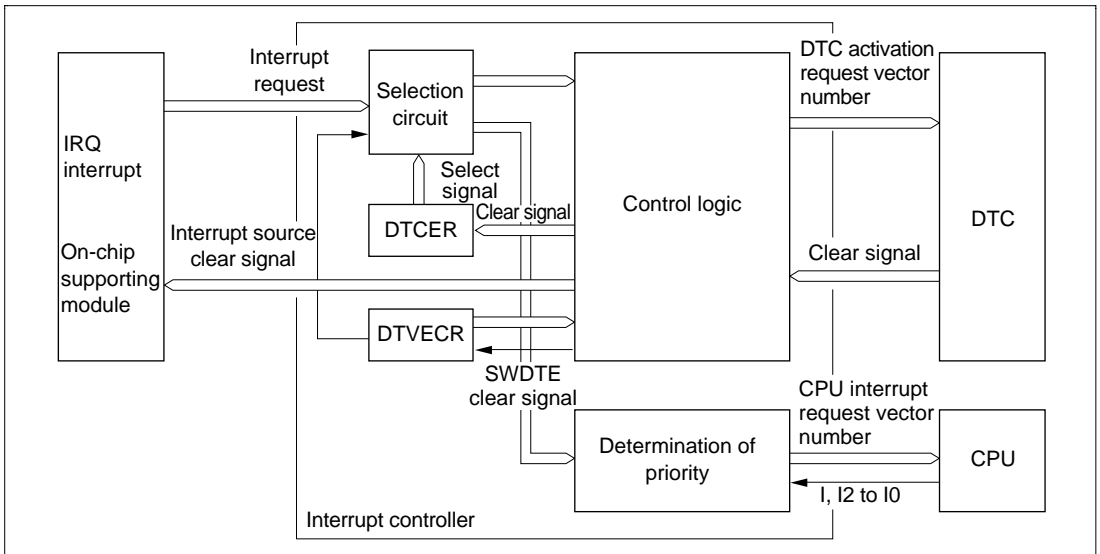 Interrupt
request
IRQ
interrupt
On-chip
supporting
module
Interrupt source
clear signal
Selection
circuit
Select
signal
DTCER
Clear signal
DTVECR
SWDTE
clear signal
Control logic
DTC activation
request vector
number
Clear signal
DTC
Determination of
priority
CPU interrupt
request vector
number
CPU
I, I2 to I0
Interrupt controller